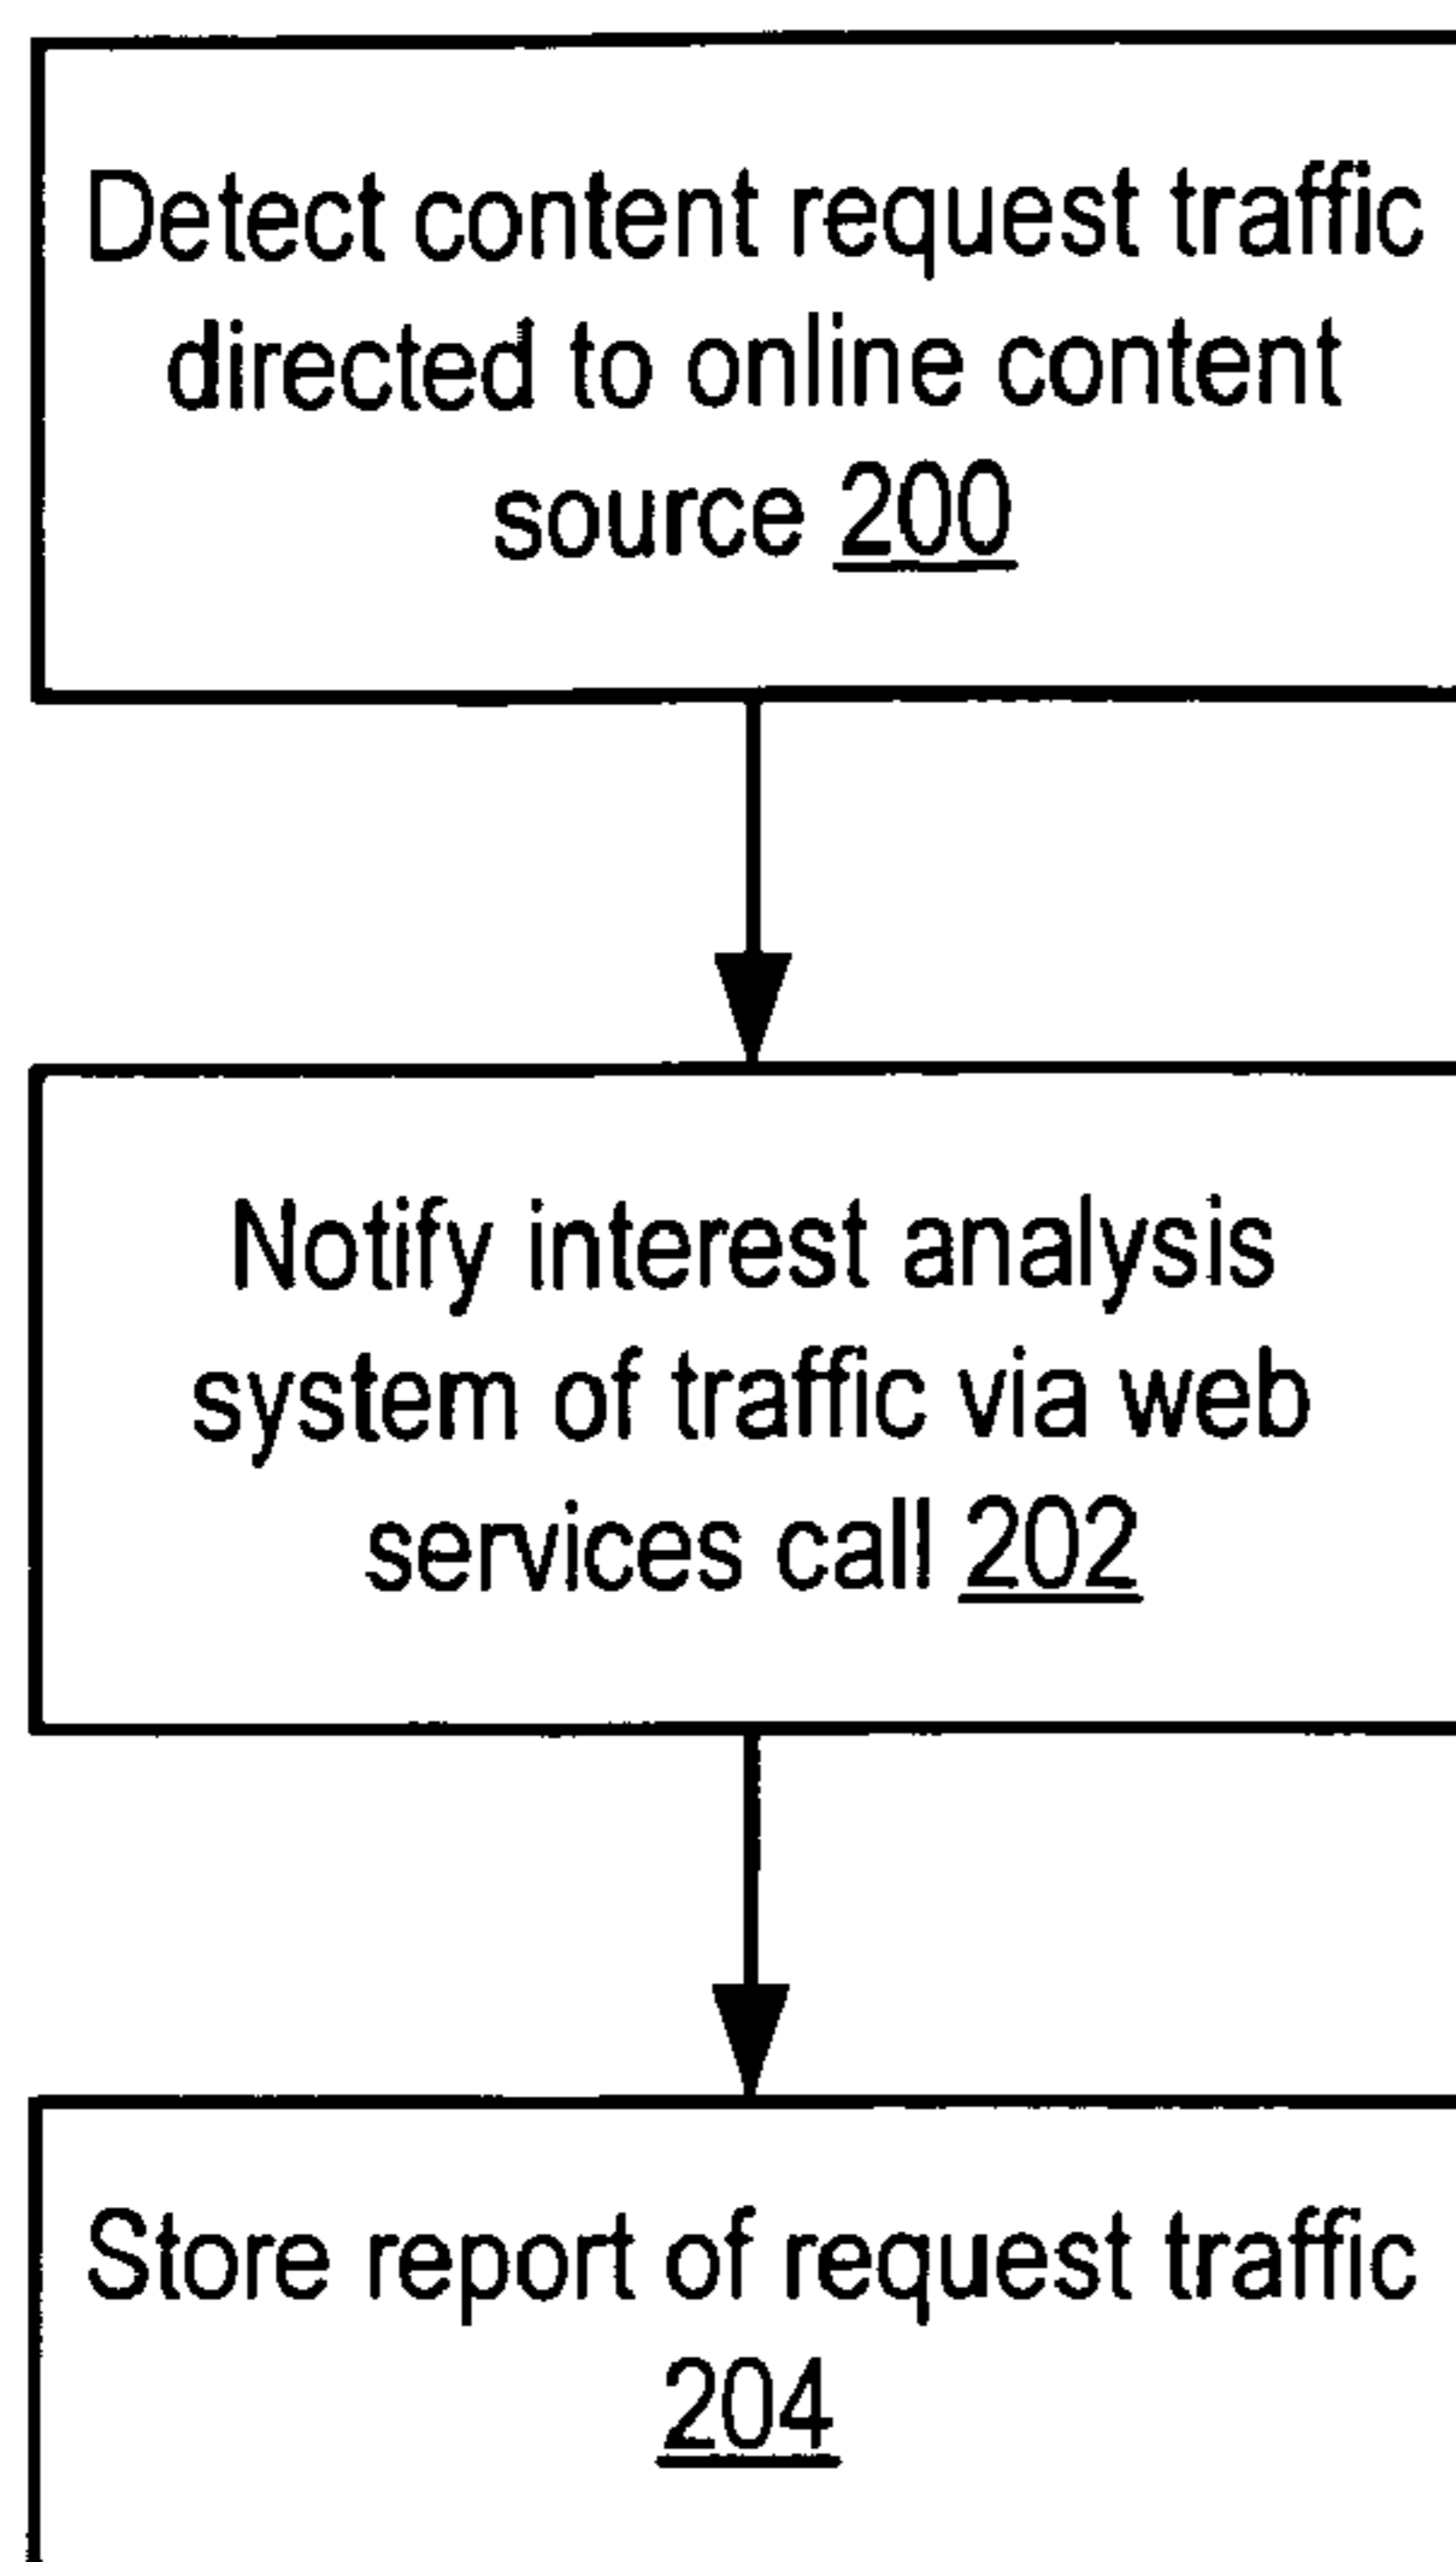 Detect content request traffic
directed to online content
source 200
Notify interest analysis
system of traffic via web
services call 202
Store report of request traffic
204